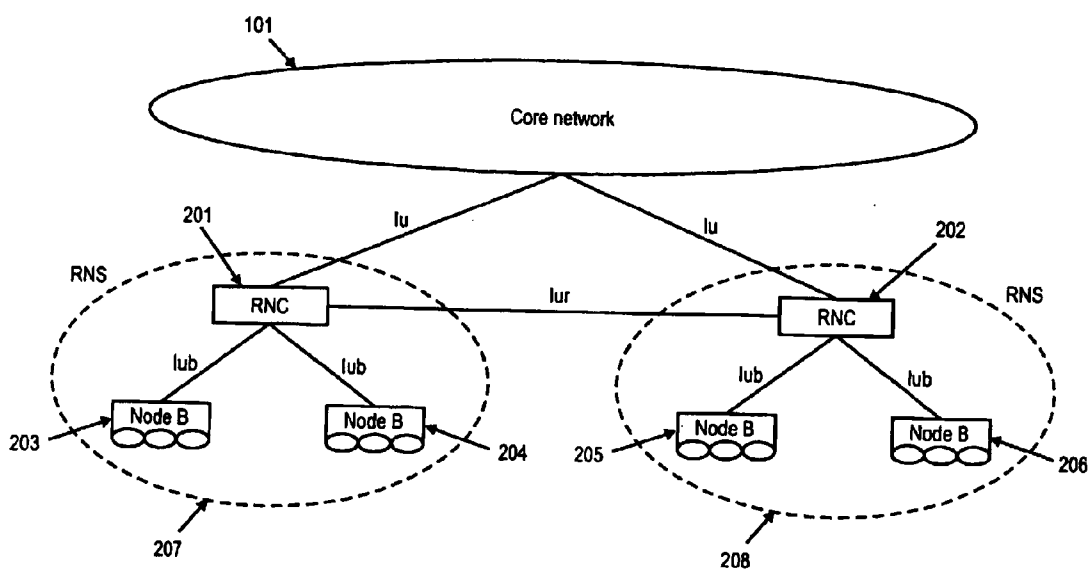 101
Core network
201
Iu
Iu
202
RNS
RNC
Iur
RNC
RNS
Iub
Iub
Iub
Iub
203
Node B
Node B
204
205
Node B
Node B
206
207
208